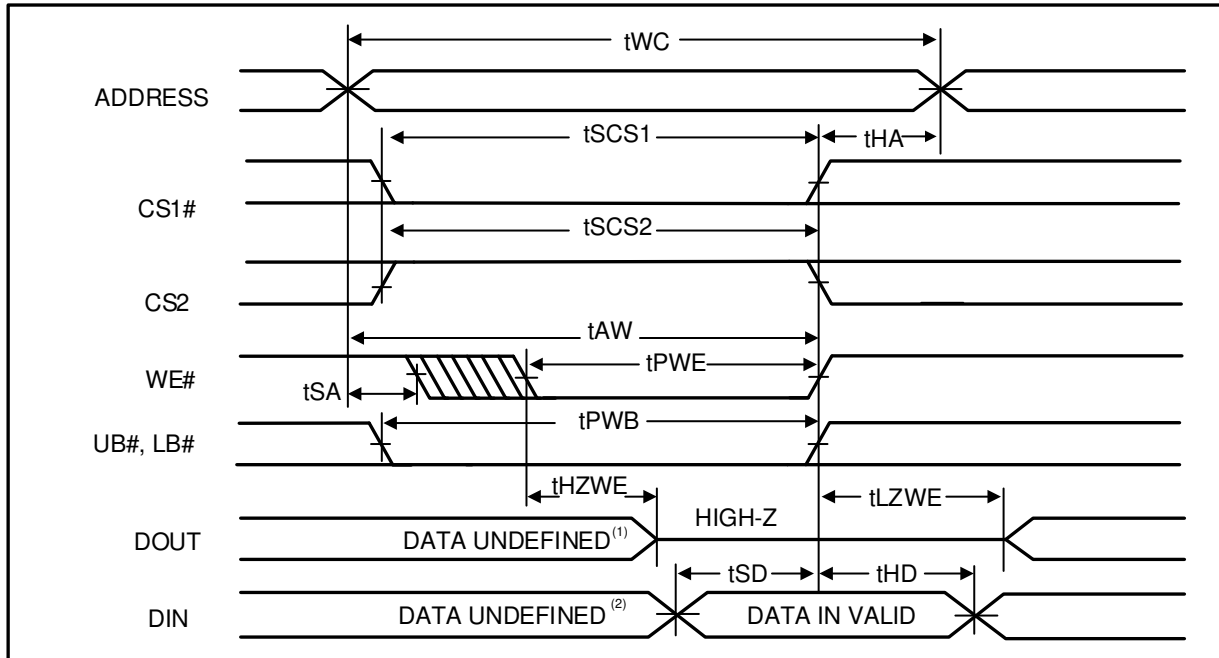 tWC
ADDRESS
tSCS1
tHA
CS1#
tSCS2
CS2
tAW
WE#
tPWE
tSA
UB#, LB#
tPWB
tHZWE
tLZWE
DOUT
DATA UNDEFINED(1)
HIGH-Z
tSD
tHD
DIN
DATA UNDEFINED (2)
DATA IN VALID